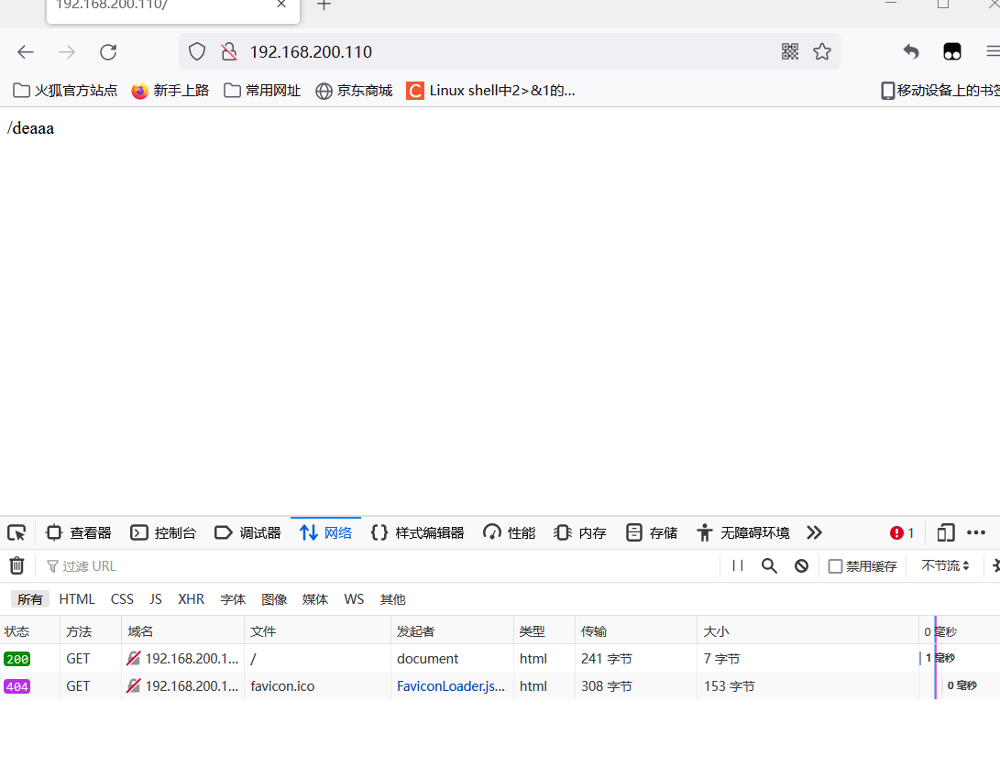 192.168.200.110/
192.168.200.110
火狐官方站点 新手上路 常用网址 京东商城 Linux shell中2>&1的... 移动设备上的书签
/deaaa
查看器 控制台 调试器 网络 样式编辑器 性能 内存 存储 无障碍环境 1
过滤 URL 禁用缓存 不节流
所有 HTML CSS JS XHR 字体 图像 媒体 WS 其他
状态 方法 域名 文件 发起者 类型 传输 大小 0 毫秒
200 GET 192.168.200.1... / document html 241 字节 7 字节 1 毫秒
404 GET 192.168.200.1... favicon.ico FaviconLoader.js... html 308 字节 153 字节 0 毫秒